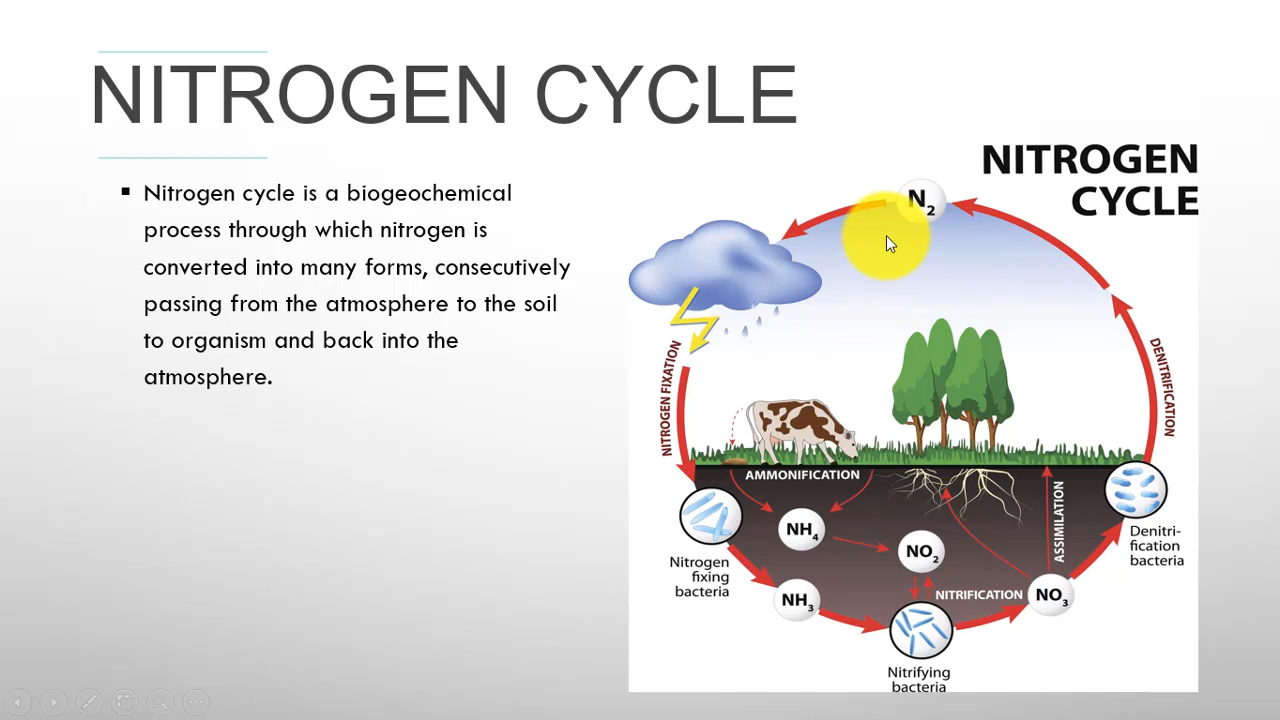 NITROGEN CYCLE
▪ Nitrogen cycle is a biogeochemical
process through which nitrogen is
converted into many forms, consecutively
passing from the atmosphere to the soil
to organism and back into the
atmosphere.
NITROGEN
CYCLE
N₂
NITROGEN FIXATION
DENITRIFICATION
AMMONIFICATION
NH₄
NO₂
ASSIMILATION
Denitri-
fication
bacteria
Nitrogen
fixing
bacteria
NH₃
NITRIFICATION
NO₃
Nitrifying
bacteria